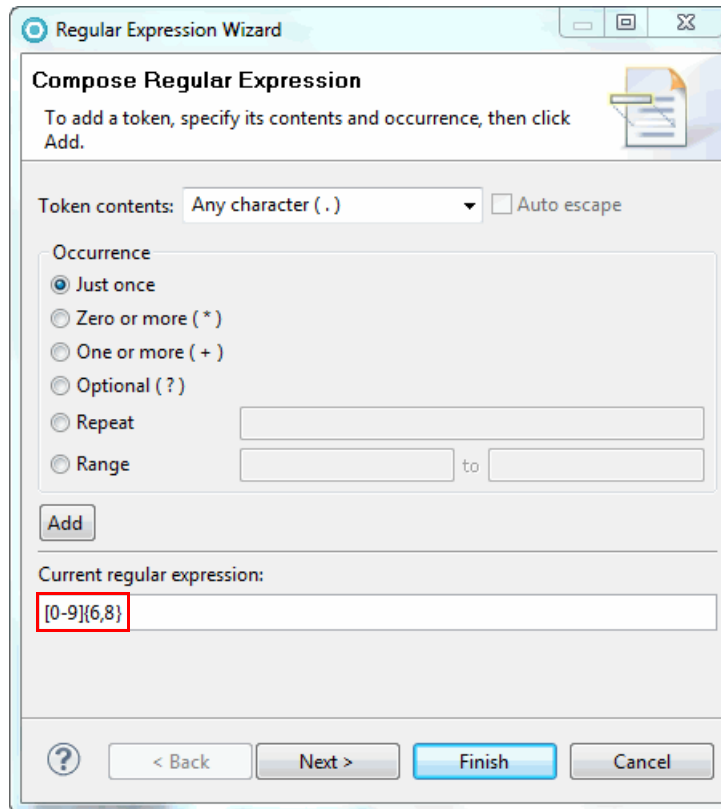 Regular Expression Wizard
Compose Regular Expression
To add a token, specify its contents and occurrence, then click
Add.
Token contents: Any character ( . ) Auto escape
Occurrence
Just once
Zero or more ( * )
One or more ( + )
Optional ( ? )
Repeat
Range to
Add
Current regular expression:
[0-9]{6,8}
? < Back Next > Finish Cancel